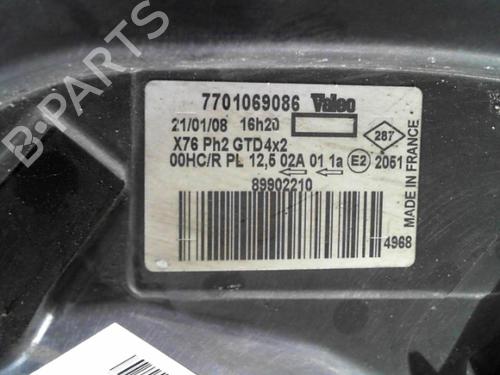 7701069086 Valeo
21/01/08 16h20
X76 Ph2 GTD4x2
287
00HC/R PL 12,5 02A 01 1a E2 2051
89902210
4968
MADE IN FRANCE
B-PARTS